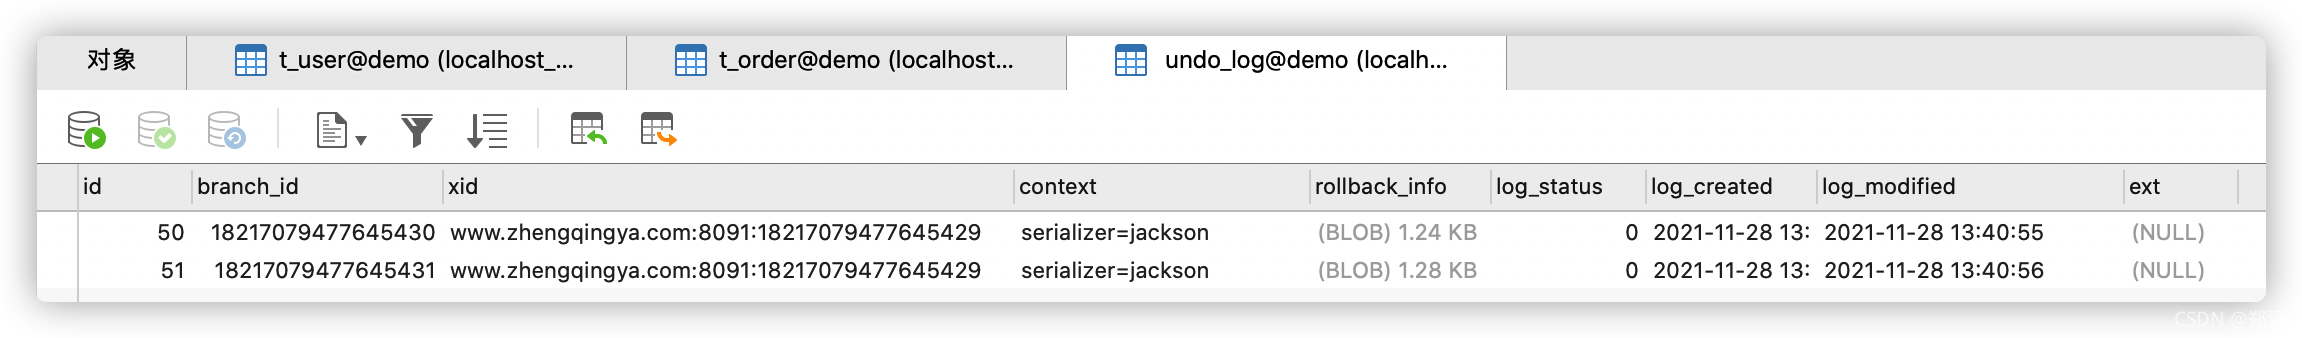 对象 t_user@demo (localhost_... t_order@demo (localhost... undo_log@demo (localh...
id branch_id xid context rollback_info log_status log_created log_modified ext
50 18217079477645430 www.zhengqingya.com:8091:18217079477645429 serializer=jackson (BLOB) 1.24 KB 0 2021-11-28 13: 2021-11-28 13:40:55 (NULL)
51 18217079477645431 www.zhengqingya.com:8091:18217079477645429 serializer=jackson (BLOB) 1.28 KB 0 2021-11-28 13: 2021-11-28 13:40:56 (NULL)
CSDN @郑